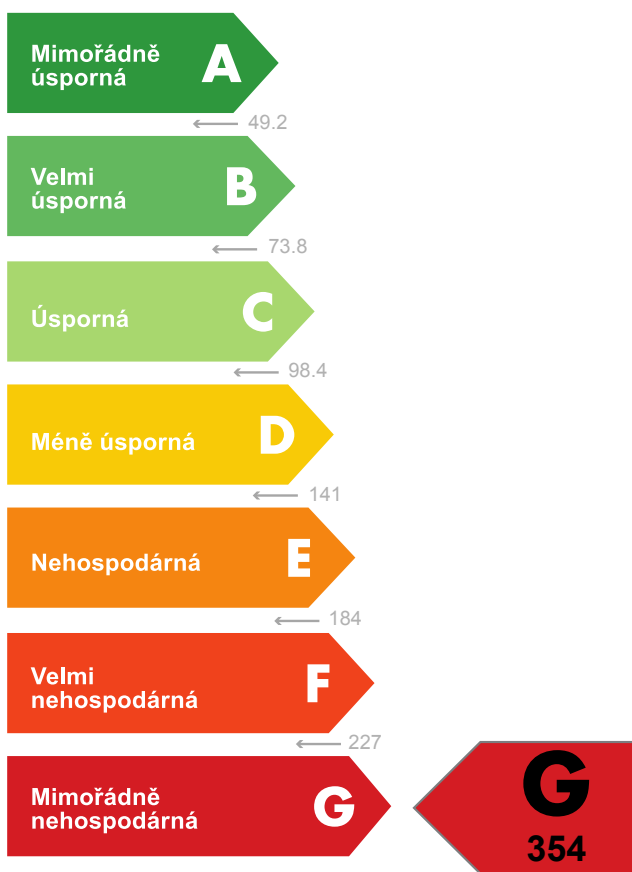 Mimořádně
úsporná
A
49.2
Velmi
úsporná
B
73.8
Úsporná
C
98.4
Méně úsporná
D
141
Nehospodárná
E
184
Velmi
nehospodárná
F
227
Mimořádně
nehospodárná
G
G
354